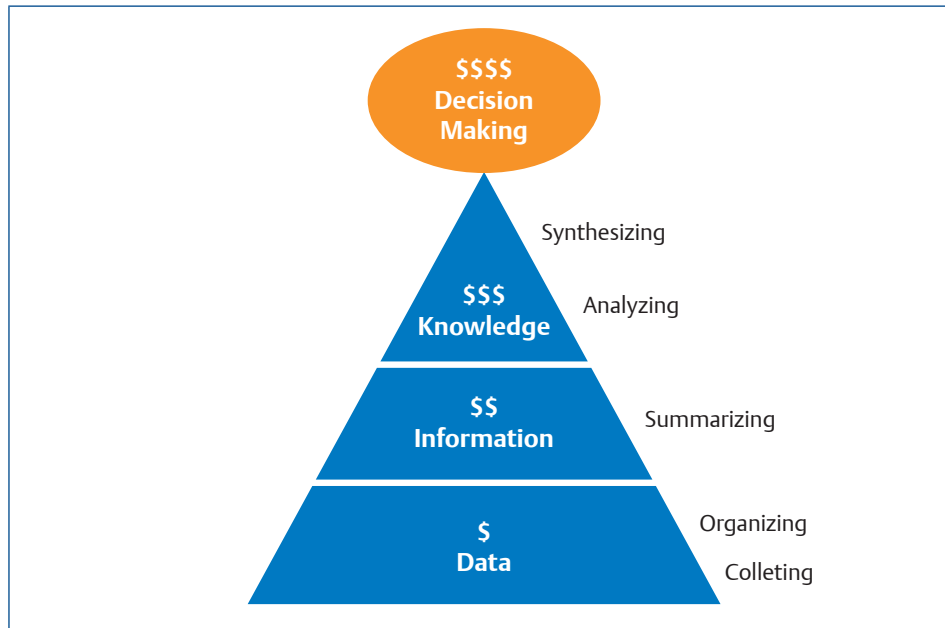 $$$$
Decision
Making
Synthesizing
$$$
Knowledge
Analyzing
$$
Information
Summarizing
$
Data
Organizing
Colleting